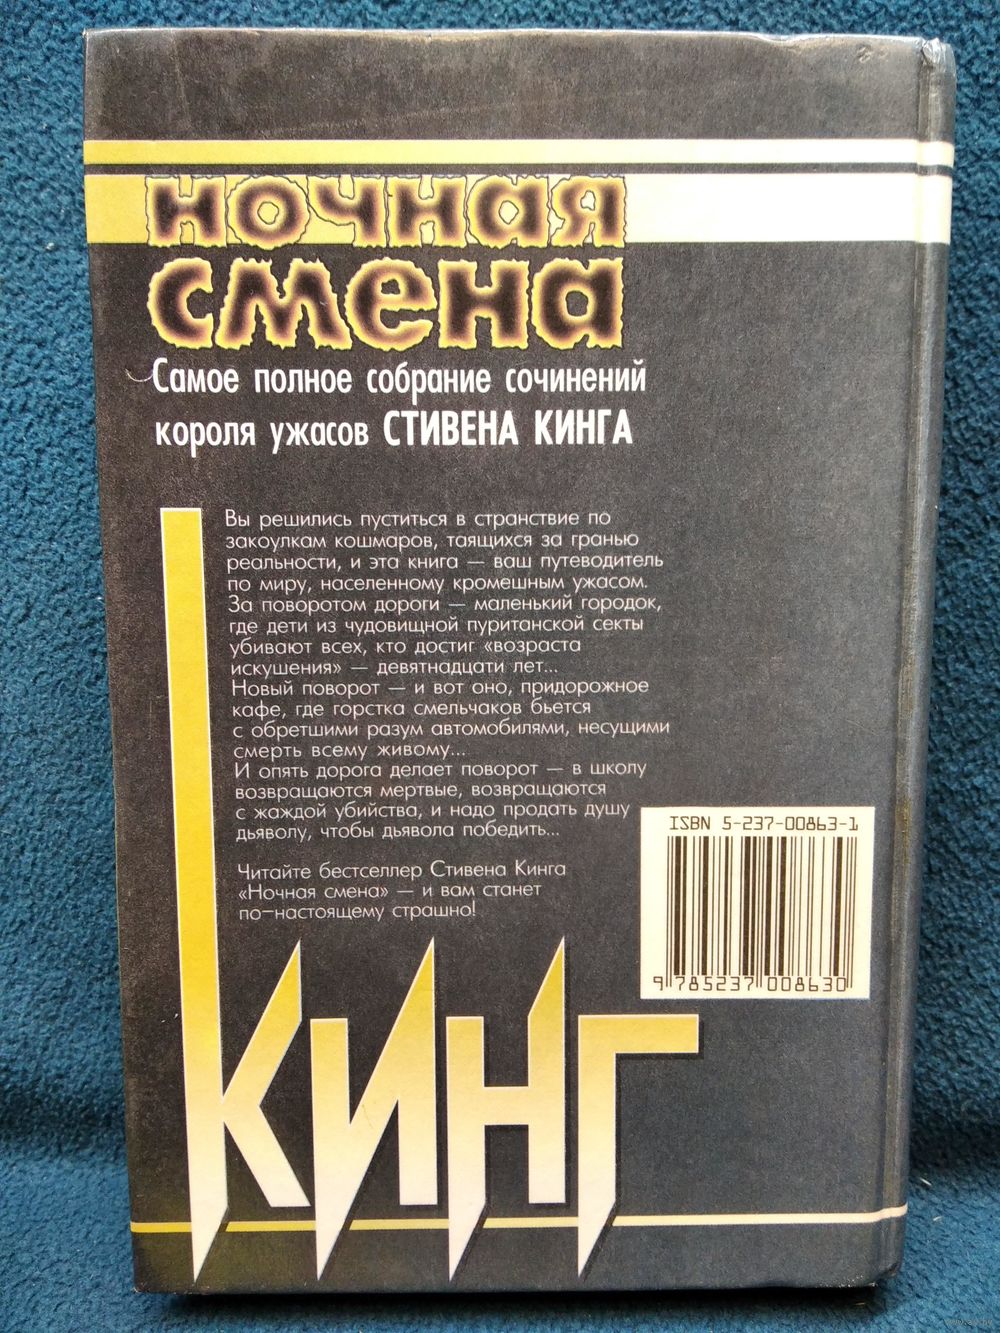 ночная
смена
Самое полное собрание сочинений
короля ужасов СТИВЕНА КИНГА
Вы решились пуститься в странствие по
закоулкам кошмаров, таящихся за гранью
реальности, и эта книга — ваш путеводитель
по миру, населенному кромешным ужасом.
За поворотом дороги — маленький городок,
где дети из чудовищной пуританской секты
убивают всех, кто достиг «возраста
искушения» — девятнадцати лет...
Новый поворот — и вот оно, придорожное
кафе, где горстка смельчаков бьется
с обретшими разум автомобилями, несущими
смерть всему живому...
И опять дорога делает поворот — в школу
возвращаются мертвые, возвращаются
с жаждой убийства, и надо продать душу
дьяволу, чтобы дьявола победить...
Читайте бестселлер Стивена Кинга
«Ночная смена» — и вам станет
по-настоящему страшно!
ISBN 5-237-00863-1
9 785237 008630
КИНГ